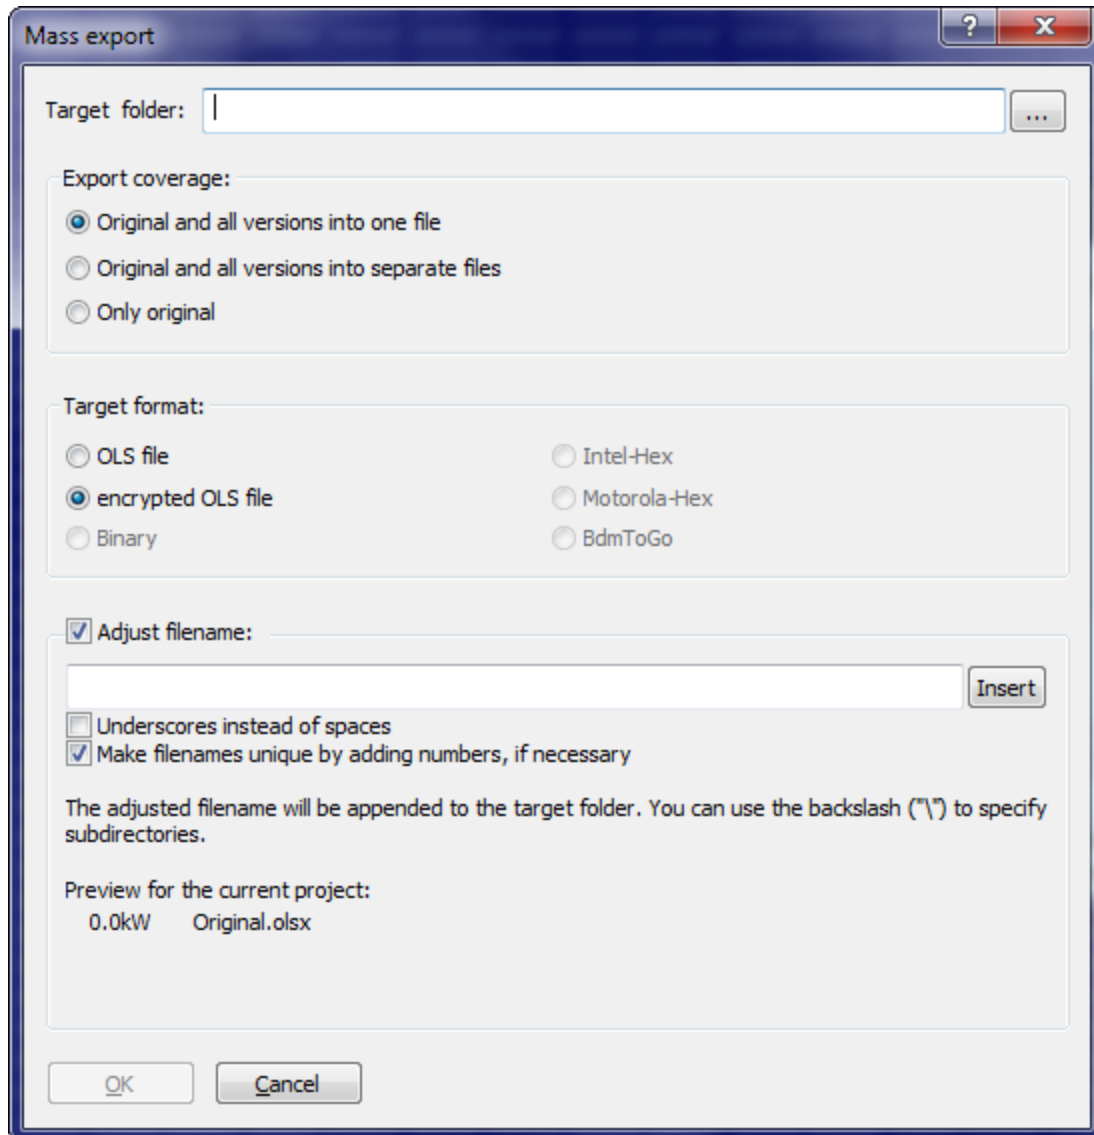 Mass export
?
X
Target folder:
...
Export coverage:
Original and all versions into one file
Original and all versions into separate files
Only original
Target format:
OLS file
Intel-Hex
encrypted OLS file
Motorola-Hex
Binary
BdmToGo
Adjust filename:
Insert
Underscores instead of spaces
Make filenames unique by adding numbers, if necessary
The adjusted filename will be appended to the target folder. You can use the backslash ("\") to specify
subdirectories.
Preview for the current project:
0.0kW Original.olsx
OK Cancel